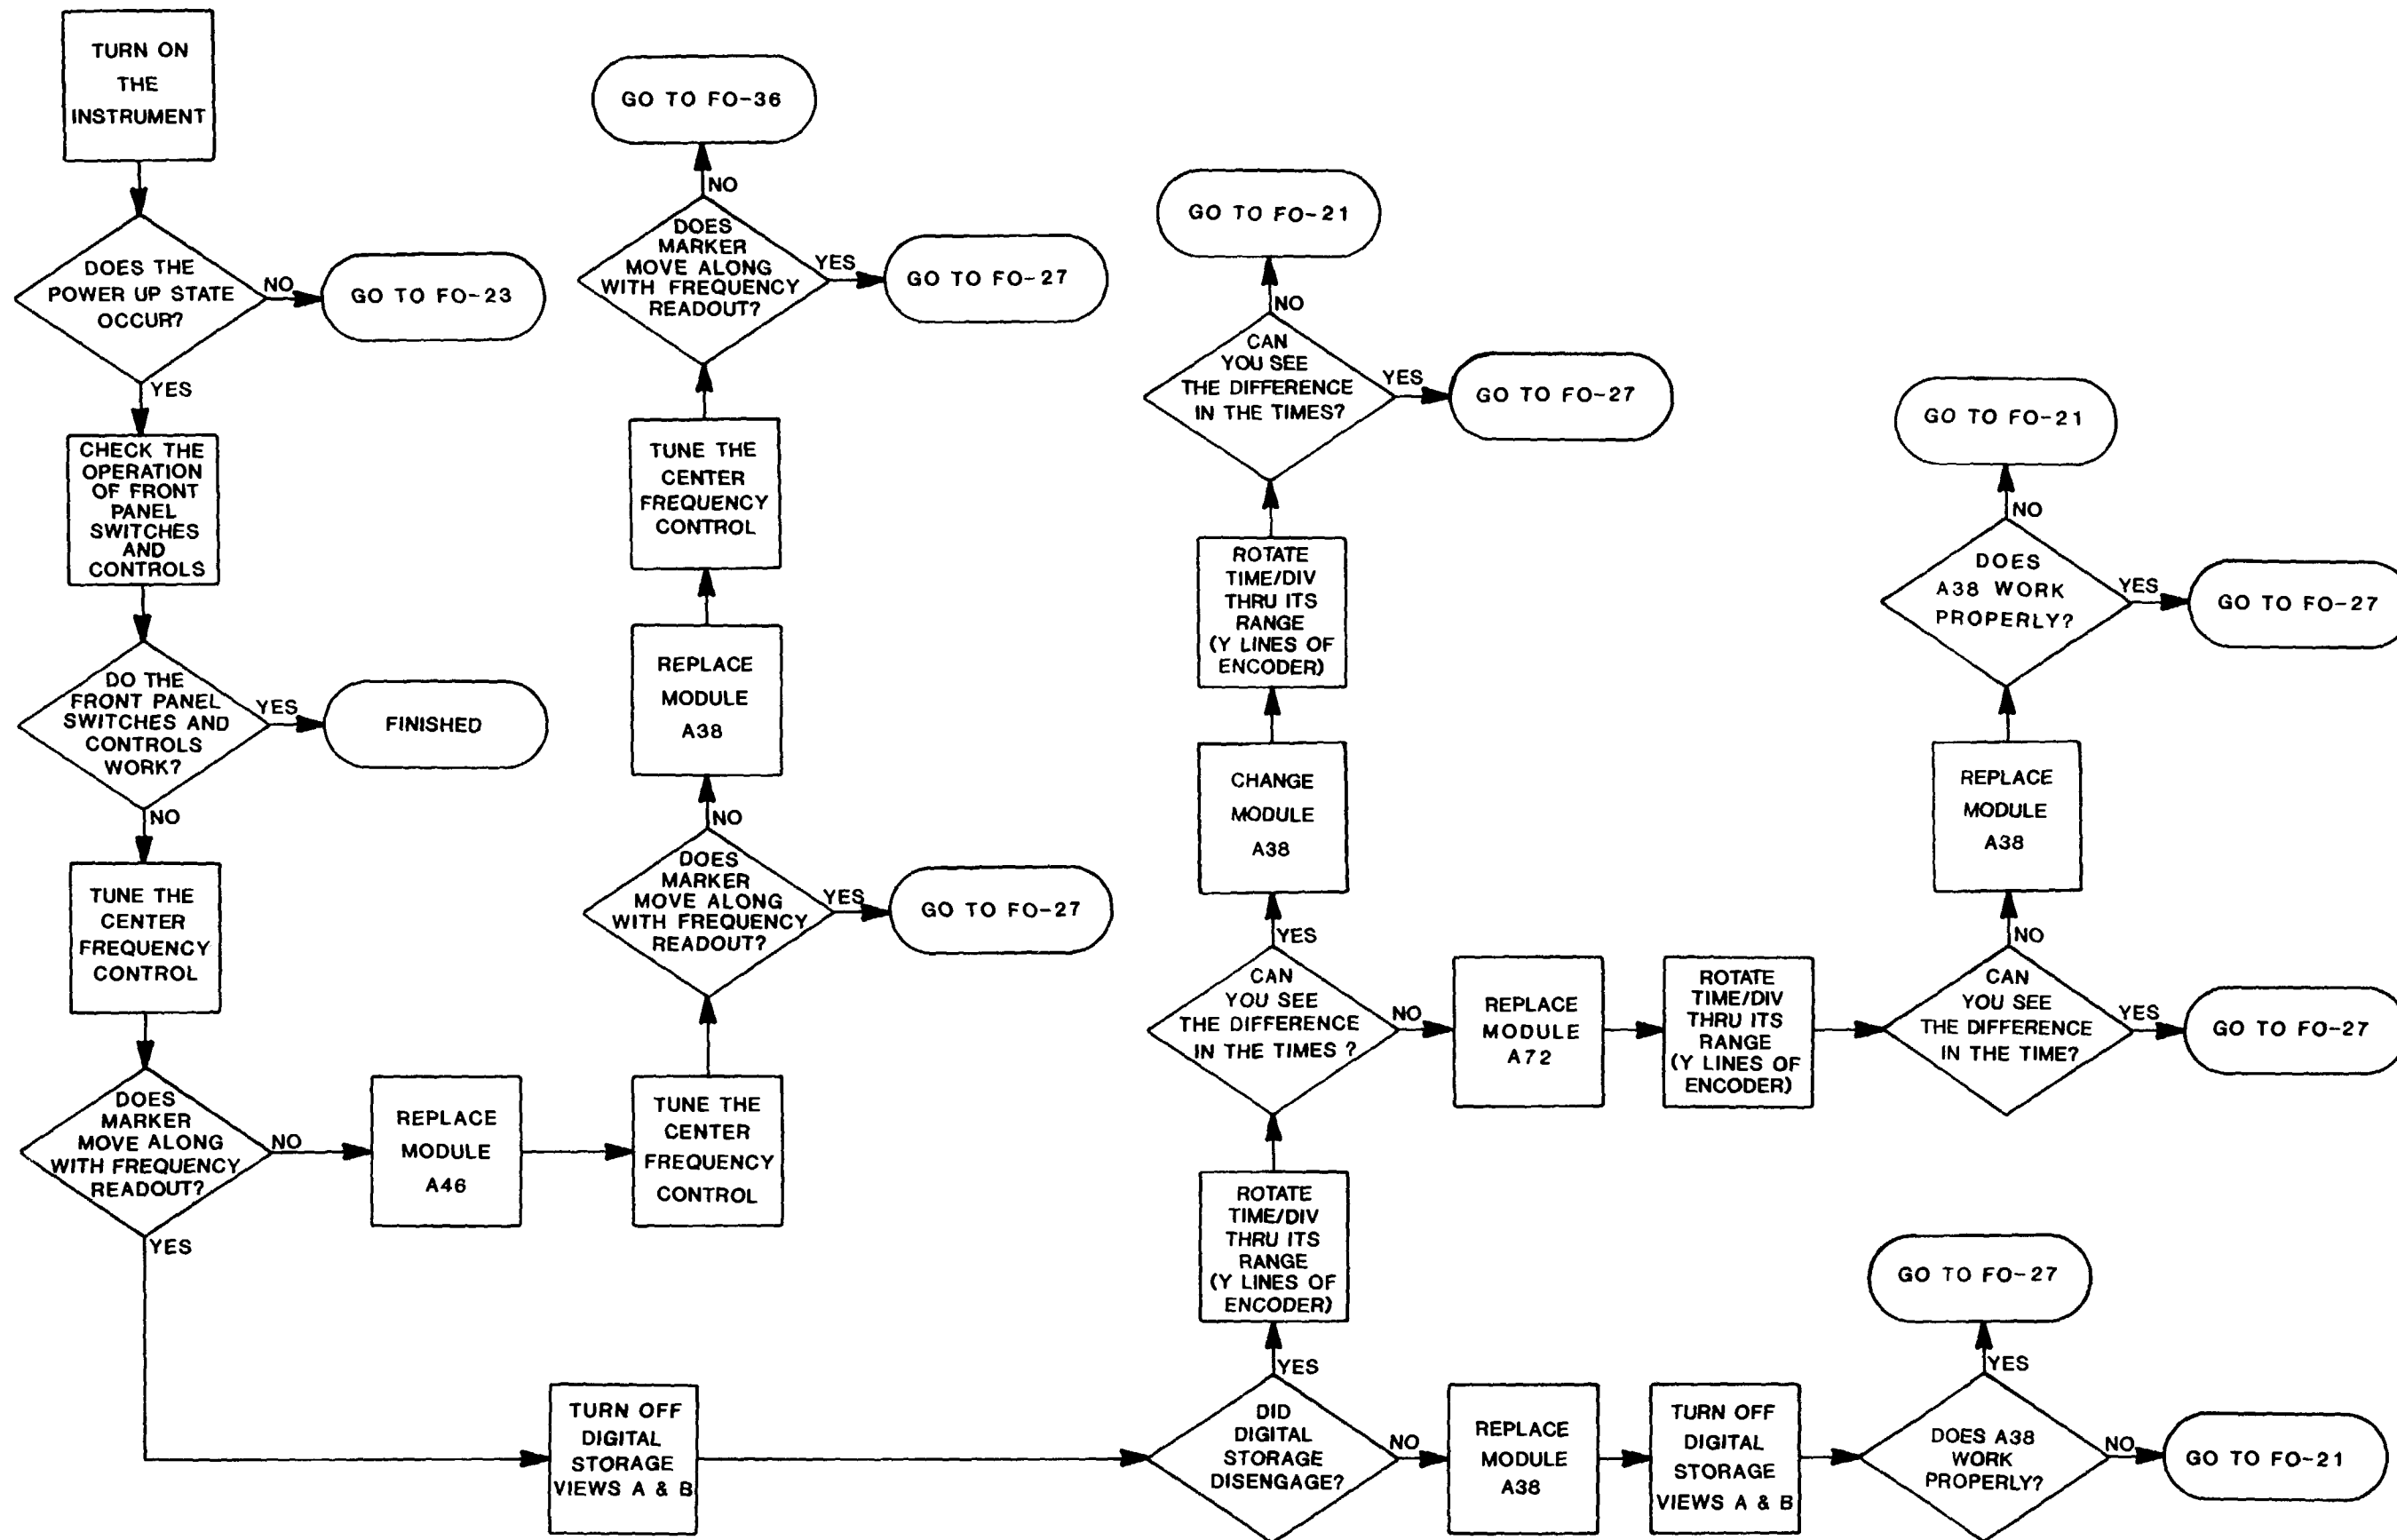 TURN ON
THE
INSTRUMENT
DOES THE
POWER UP STATE
OCCUR?
NO
GO TO FO-23
YES
CHECK THE
OPERATION
OF FRONT
PANEL
SWITCHES
AND
CONTROLS
DO THE
FRONT PANEL
SWITCHES AND
CONTROLS
WORK?
YES
FINISHED
NO
TUNE THE
CENTER
FREQUENCY
CONTROL
DOES
MARKER
MOVE ALONG
WITH FREQUENCY
READOUT?
NO
REPLACE
MODULE
A46
TUNE THE
CENTER
FREQUENCY
CONTROL
DOES
MARKER
MOVE ALONG
WITH FREQUENCY
READOUT?
YES
GO TO FO-27
NO
REPLACE
MODULE
A38
TUNE THE
CENTER
FREQUENCY
CONTROL
DOES
MARKER
MOVE ALONG
WITH FREQUENCY
READOUT?
YES
GO TO FO-27
NO
GO TO FO-36
YES
TURN OFF
DIGITAL
STORAGE
VIEWS A & B
DID
DIGITAL
STORAGE
DISENGAGE?
NO
REPLACE
MODULE
A38
TURN OFF
DIGITAL
STORAGE
VIEWS A & B
DOES A38
WORK
PROPERLY?
YES
GO TO FO-27
NO
GO TO FO-21
YES
ROTATE
TIME/DIV
THRU ITS
RANGE
(Y LINES OF
ENCODER)
CAN
YOU SEE
THE DIFFERENCE
IN THE TIMES ?
NO
REPLACE
MODULE
A72
ROTATE
TIME/DIV
THRU ITS
RANGE
(Y LINES OF
ENCODER)
CAN
YOU SEE
THE DIFFERENCE
IN THE TIME?
YES
GO TO FO-27
NO
REPLACE
MODULE
A38
DOES
A38 WORK
PROPERLY?
YES
GO TO FO-27
NO
GO TO FO-21
YES
CHANGE
MODULE
A38
ROTATE
TIME/DIV
THRU ITS
RANGE
(Y LINES OF
ENCODER)
CAN
YOU SEE
THE DIFFERENCE
IN THE TIMES?
YES
GO TO FO-27
NO
GO TO FO-21